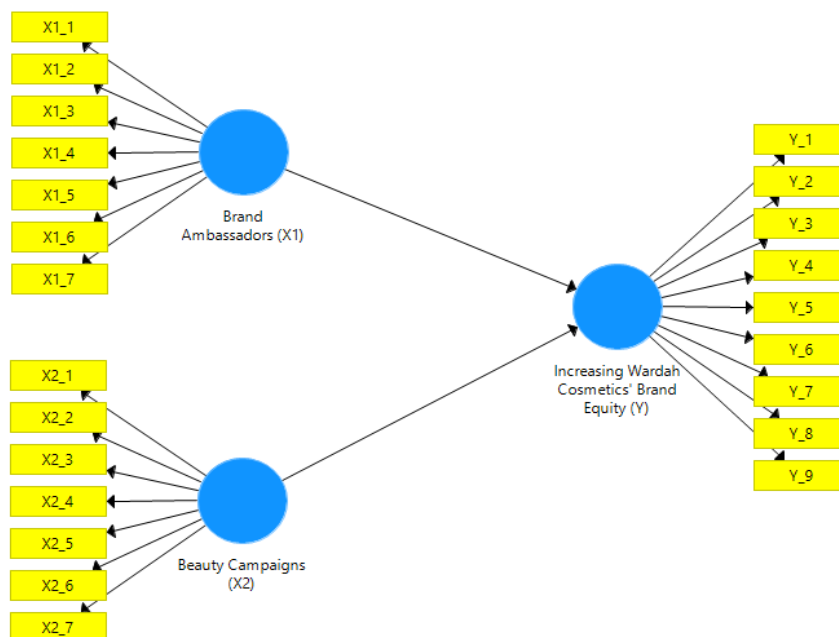 X1_1
X1_2
X1_3
X1_4
X1_5
X1_6
X1_7
Brand
Ambassadors (X1)
X2_1
X2_2
X2_3
X2_4
X2_5
X2_6
X2_7
Beauty Campaigns
(X2)
Increasing Wardah
Cosmetics' Brand
Equity (Y)
Y_1
Y_2
Y_3
Y_4
Y_5
Y_6
Y_7
Y_8
Y_9